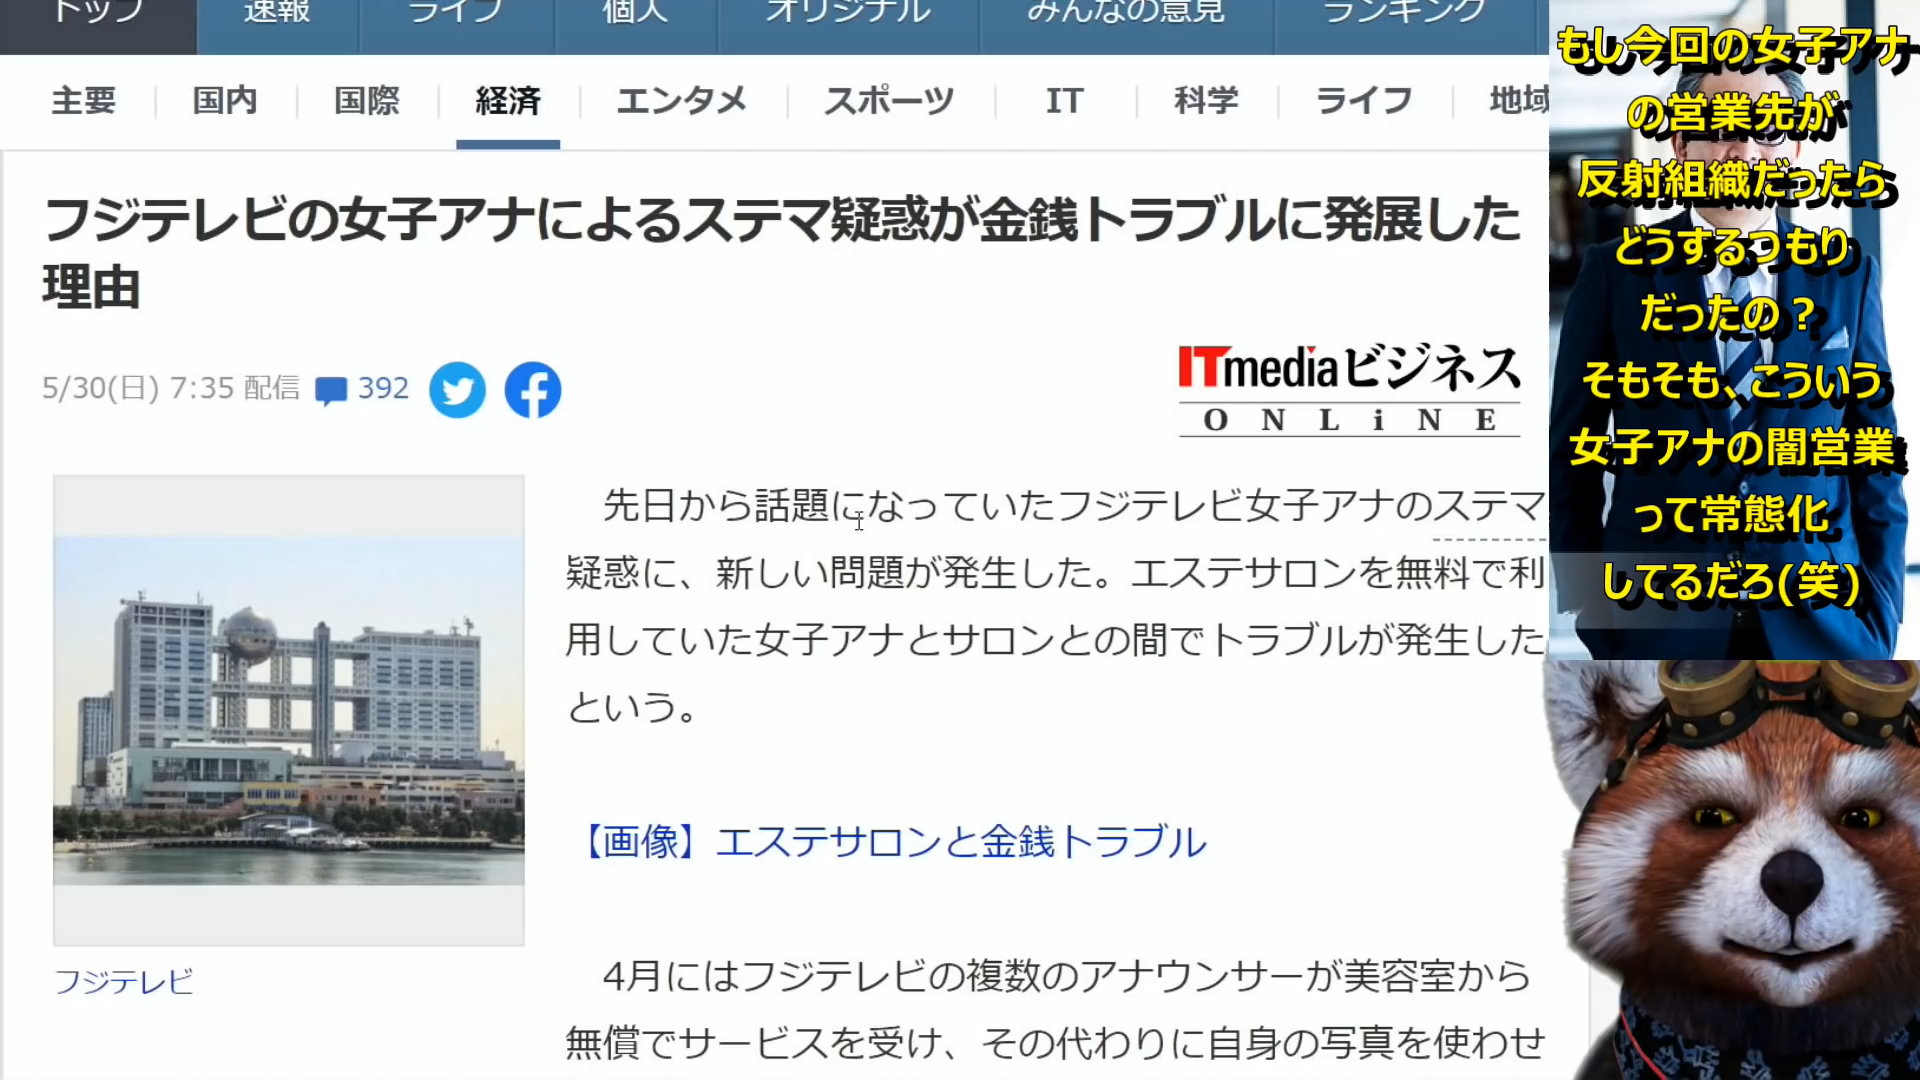 トップ 速報 ライブ 個人 オリジナル みんなの意見 ランキング
主要 国内 国際 経済 エンタメ スポーツ IT 科学 ライフ 地域
フジテレビの女子アナによるステマ疑惑が金銭トラブルに発展した
理由
5/30(日) 7:35 配信 392
ITmediaビジネス
ONLiNE
先日から話題になっていたフジテレビ女子アナのステマ
疑惑に、新しい問題が発生した。エステサロンを無料で利
用していた女子アナとサロンとの間でトラブルが発生した
という。
【画像】エステサロンと金銭トラブル
4月にはフジテレビの複数のアナウンサーが美容室から
無償でサービスを受け、その代わりに自身の写真を使わせ
フジテレビ
もし今回の女子アナ
の営業先が
反射組織だったら
どうするつもり
だったの？
そもそも、こういう
女子アナの闇営業
って常態化
してるだろ(笑)